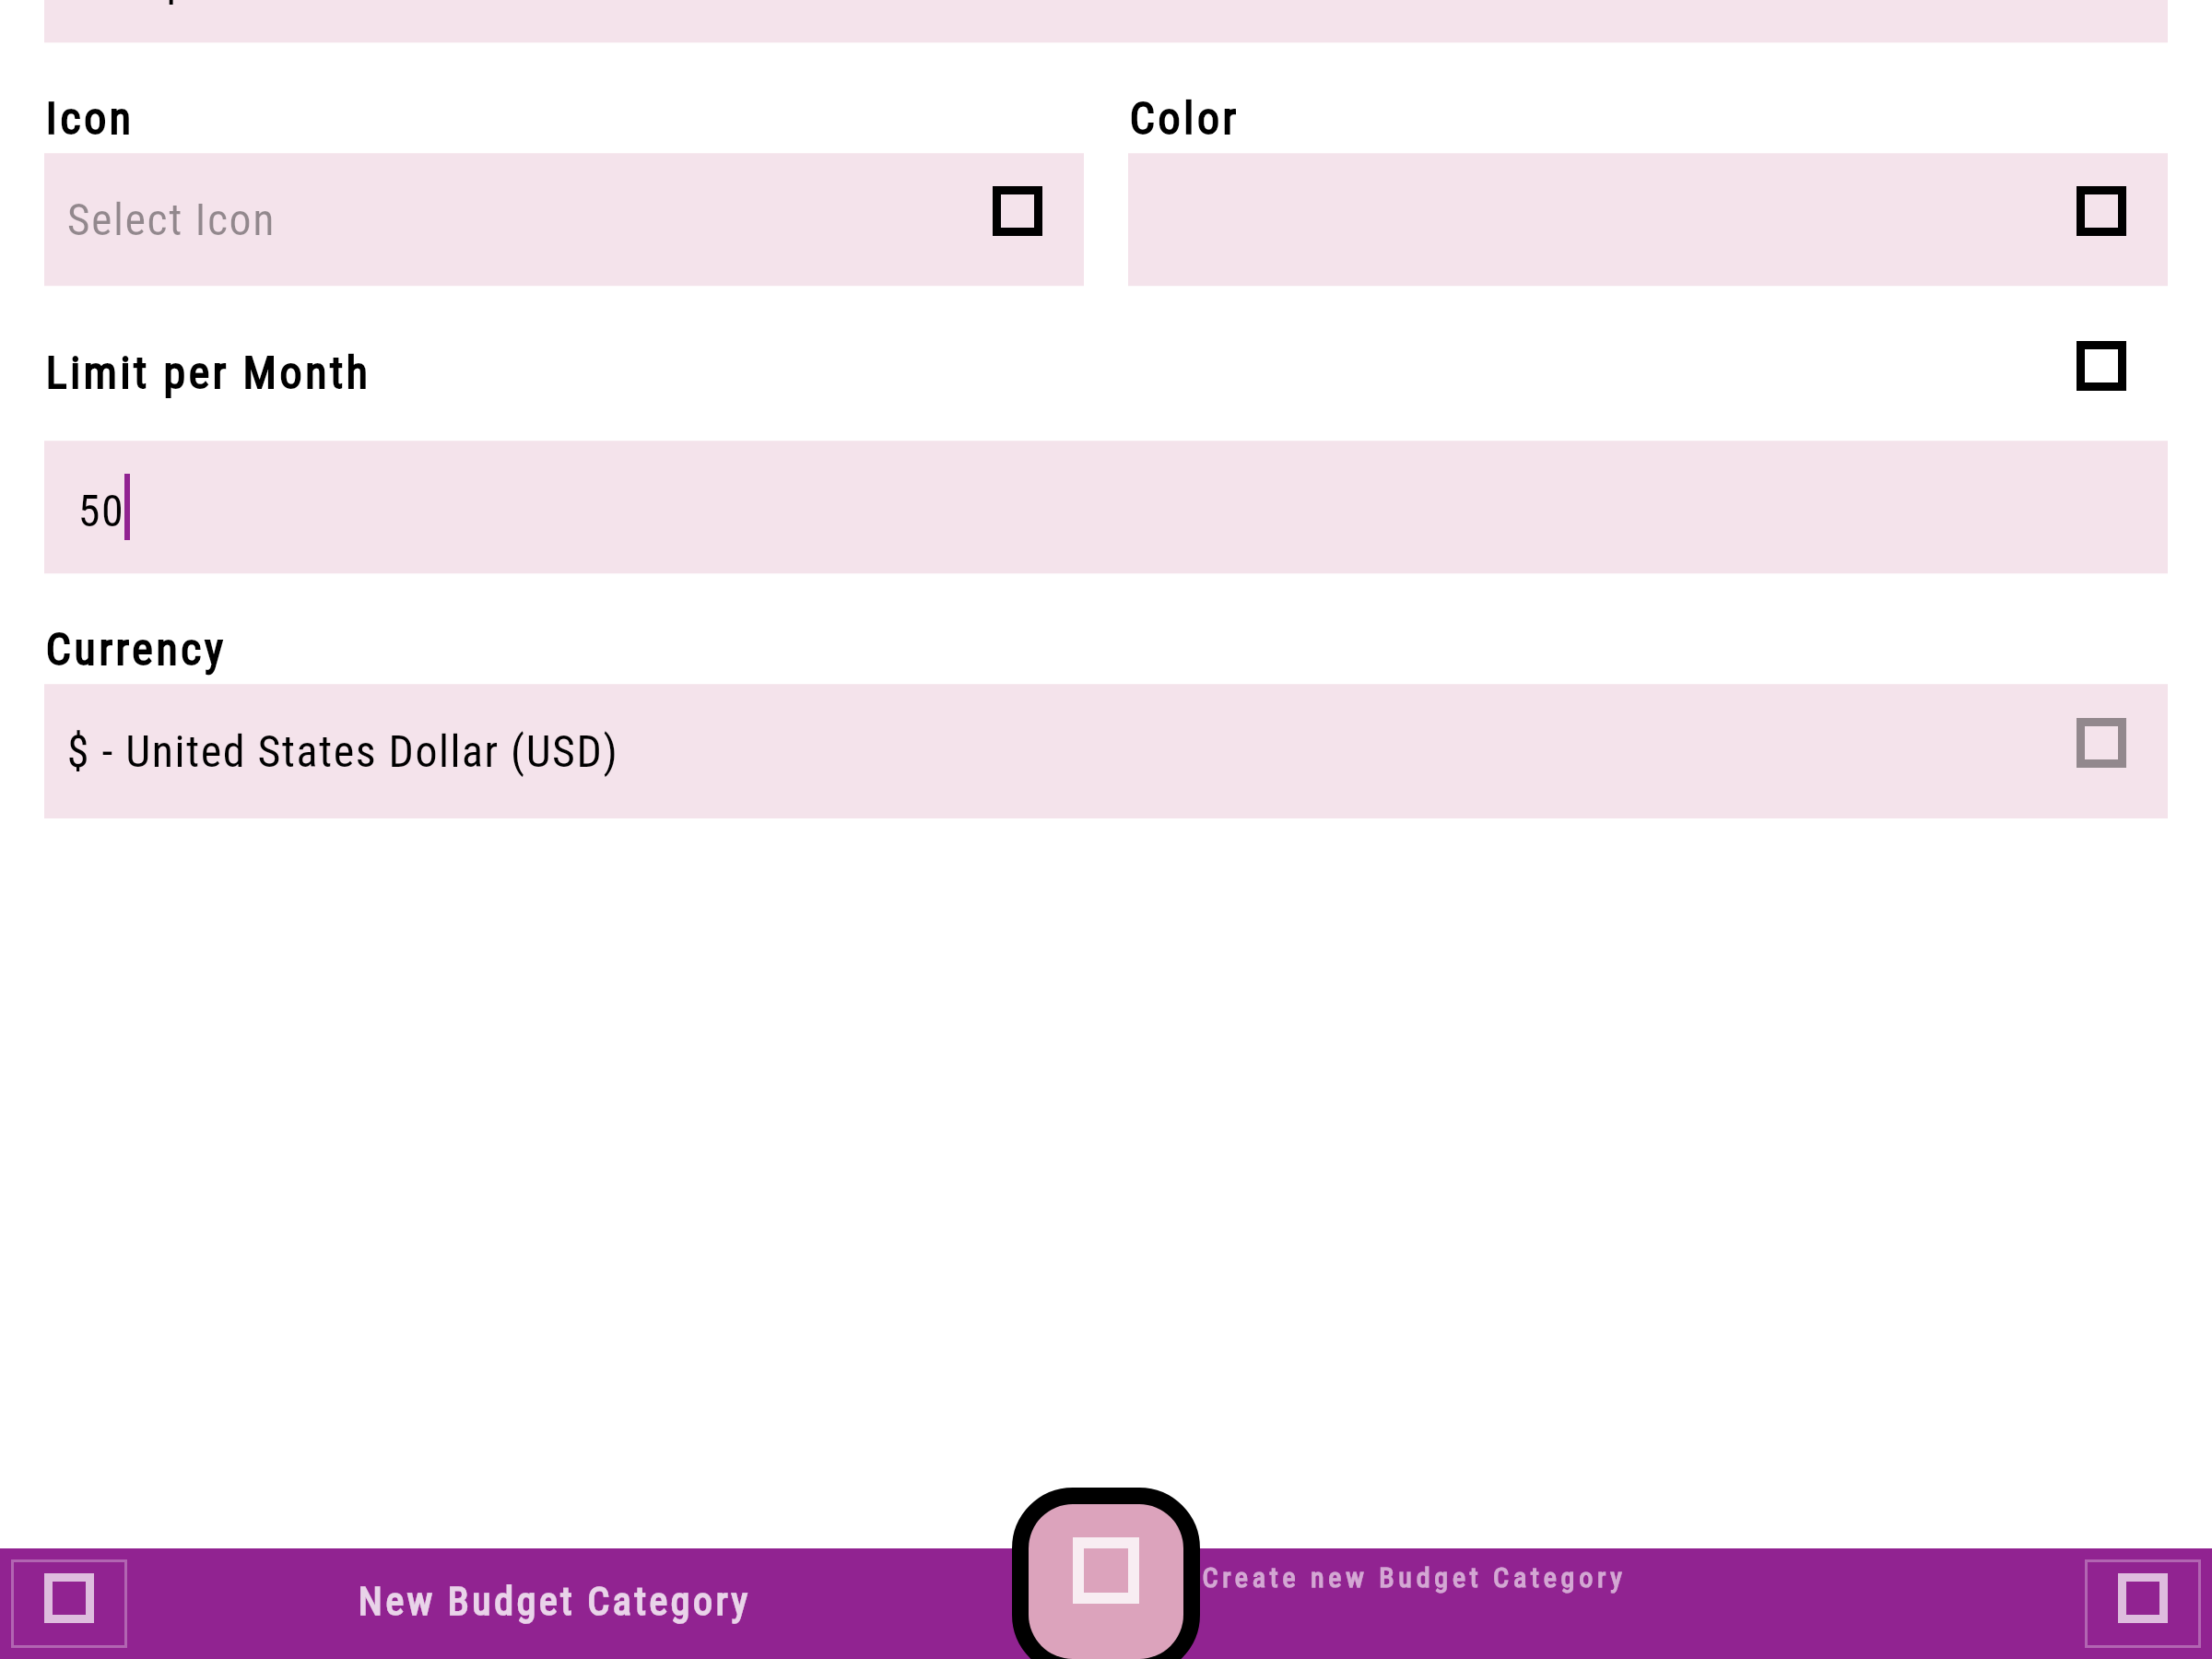 Icon
Color
Select Icon
Limit per Month
50
Currency
$ - United States Dollar (USD)
New Budget Category
Create new Budget Category